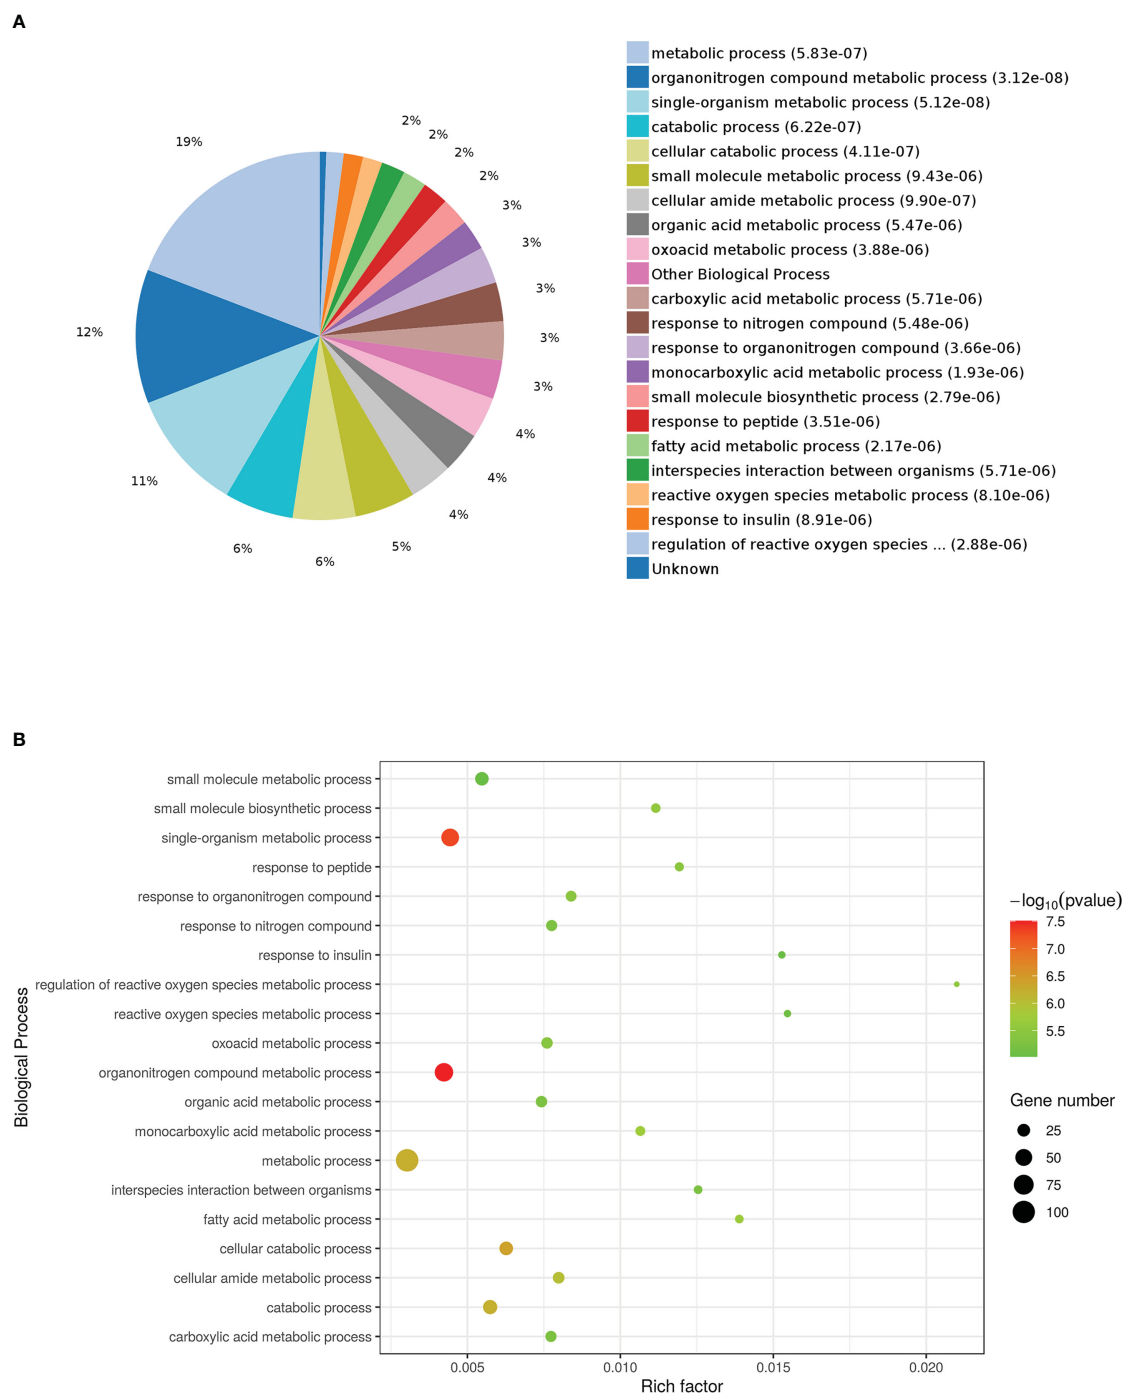 A
19%
12%
11%
6%
6%
5%
4%
4%
4%
3%
3%
3%
3%
3%
2%
2%
2%
2%
metabolic process (5.83e-07)
organonitrogen compound metabolic process (3.12e-08)
single-organism metabolic process (5.12e-08)
catabolic process (6.22e-07)
cellular catabolic process (4.11e-07)
small molecule metabolic process (9.43e-06)
cellular amide metabolic process (9.90e-07)
organic acid metabolic process (5.47e-06)
oxoacid metabolic process (3.88e-06)
Other Biological Process
carboxylic acid metabolic process (5.71e-06)
response to nitrogen compound (5.48e-06)
response to organonitrogen compound (3.66e-06)
monocarboxylic acid metabolic process (1.93e-06)
small molecule biosynthetic process (2.79e-06)
response to peptide (3.51e-06)
fatty acid metabolic process (2.17e-06)
interspecies interaction between organisms (5.71e-06)
reactive oxygen species metabolic process (8.10e-06)
response to insulin (8.91e-06)
regulation of reactive oxygen species ... (2.88e-06)
Unknown
B
Biological Process
small molecule metabolic process
small molecule biosynthetic process
single-organism metabolic process
response to peptide
response to organonitrogen compound
response to nitrogen compound
response to insulin
regulation of reactive oxygen species metabolic process
reactive oxygen species metabolic process
oxoacid metabolic process
organonitrogen compound metabolic process
organic acid metabolic process
monocarboxylic acid metabolic process
metabolic process
interspecies interaction between organisms
fatty acid metabolic process
cellular catabolic process
cellular amide metabolic process
catabolic process
carboxylic acid metabolic process
0.005 0.010 0.015 0.020
Rich factor
−log₁₀(pvalue)
7.5
7.0
6.5
6.0
5.5
Gene number
25
50
75
100